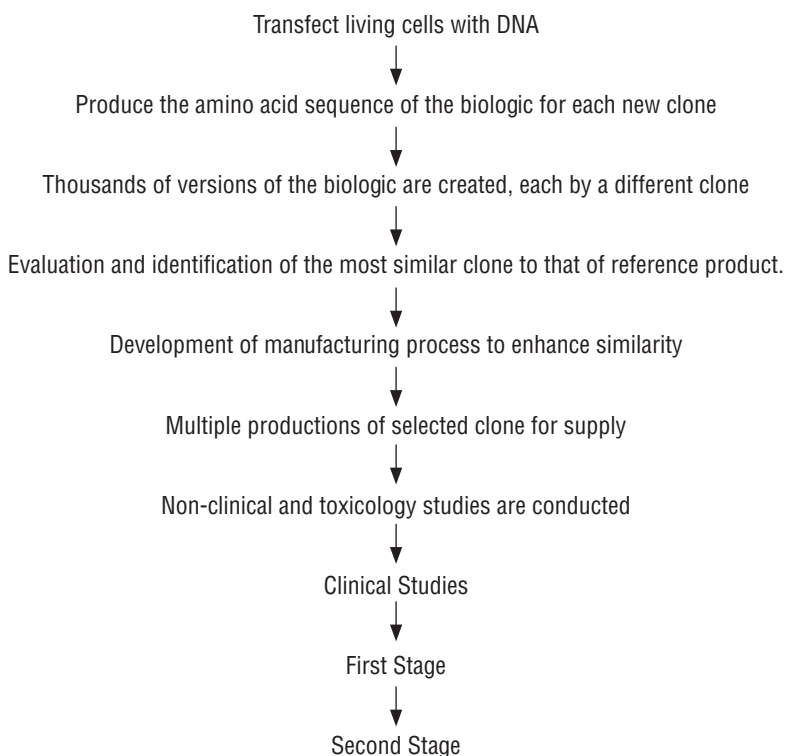 Transfect living cells with DNA
Produce the amino acid sequence of the biologic for each new clone
Thousands of versions of the biologic are created, each by a different clone
Evaluation and identification of the most similar clone to that of reference product.
Development of manufacturing process to enhance similarity
Multiple productions of selected clone for supply
Non-clinical and toxicology studies are conducted
Clinical Studies
First Stage
Second Stage